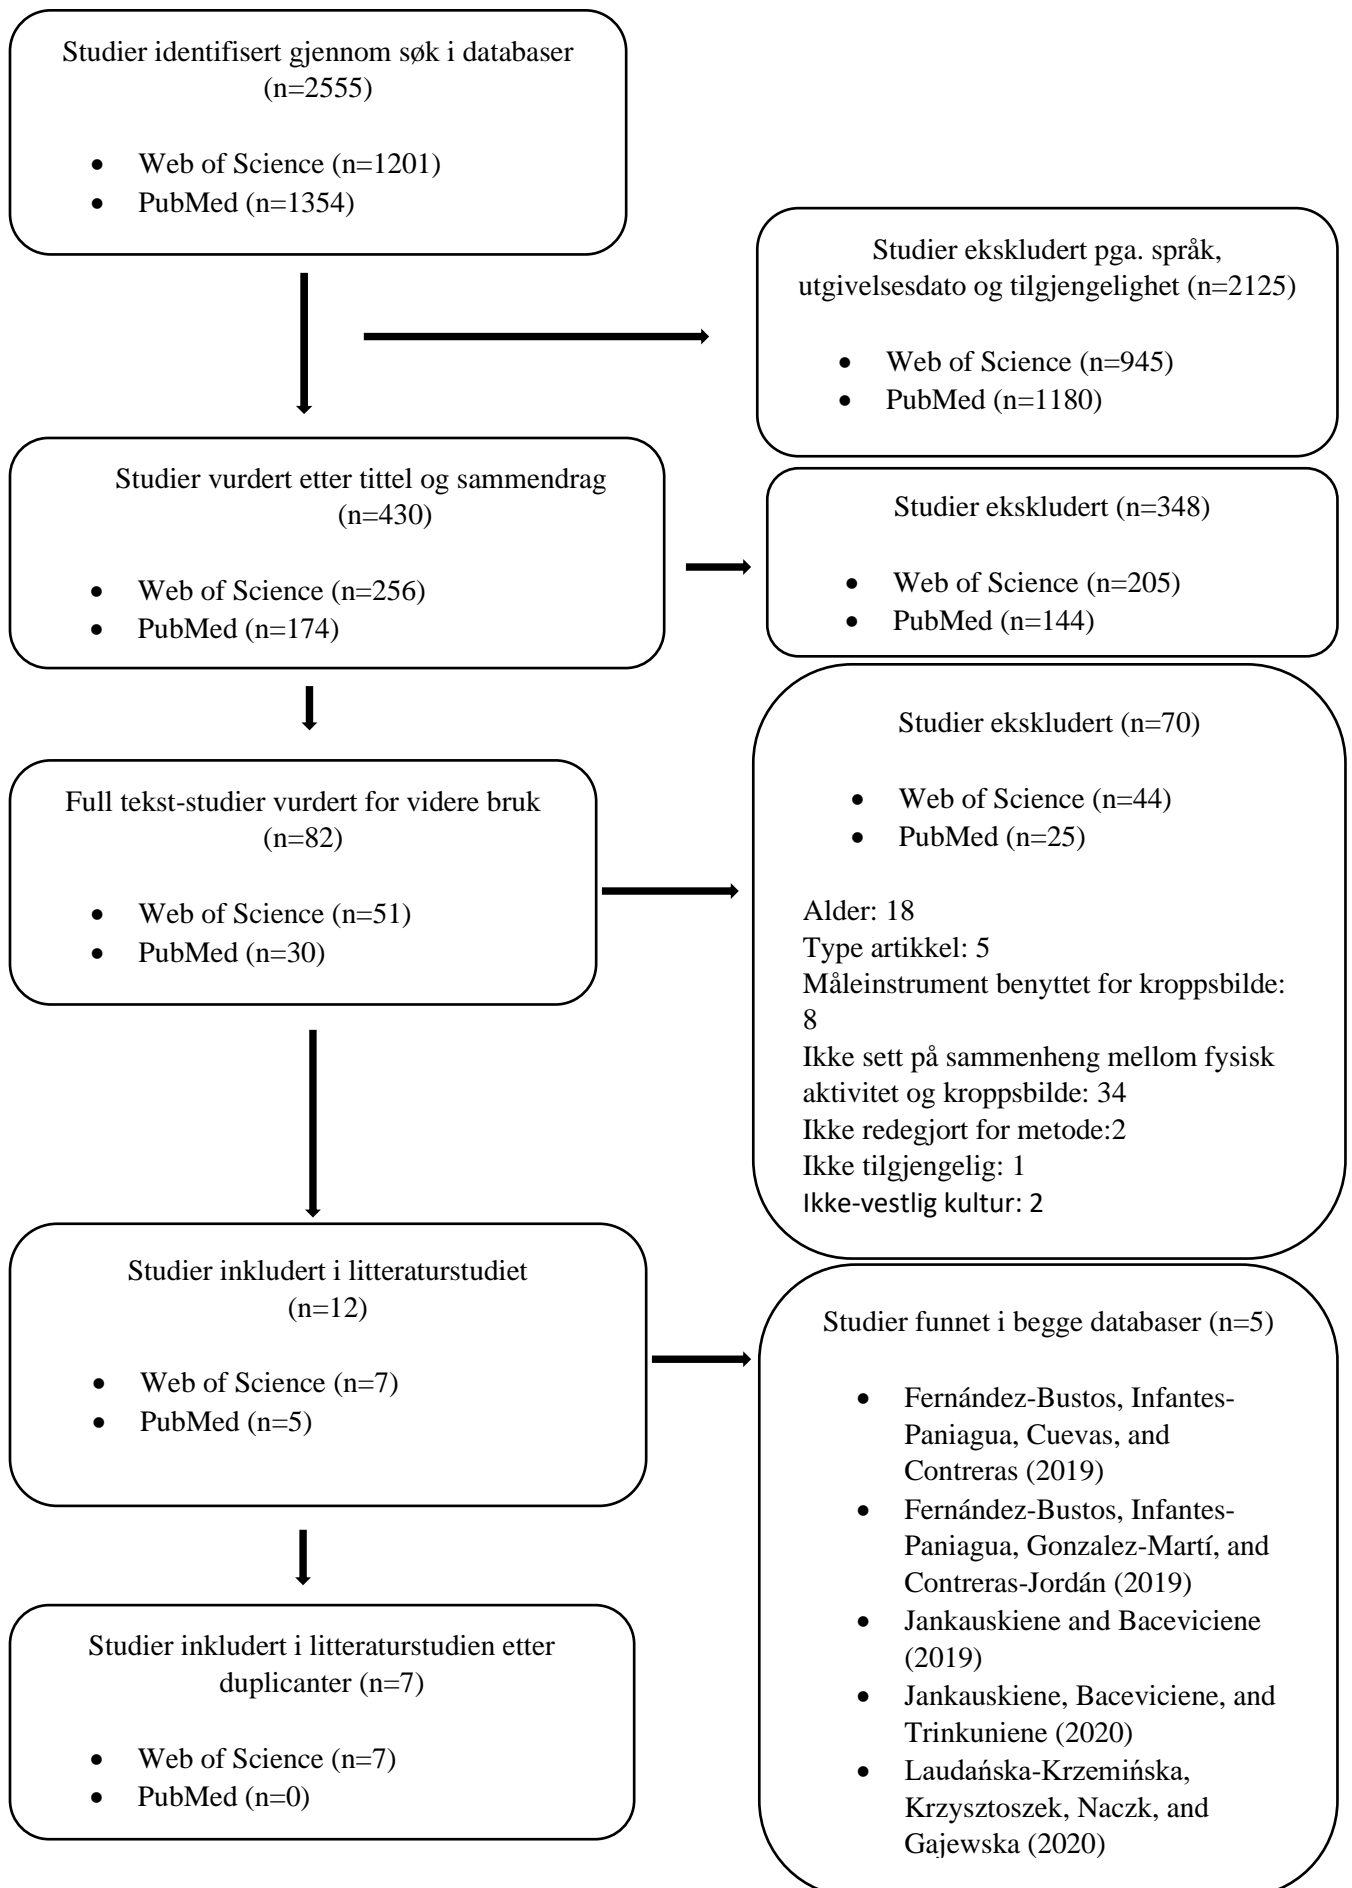 Studier identifisert gjennom søk i databaser
(n=2555)
• Web of Science (n=1201)
• PubMed (n=1354)
Studier ekskludert pga. språk,
utgivelsesdato og tilgjengelighet (n=2125)
• Web of Science (n=945)
• PubMed (n=1180)
Studier vurdert etter tittel og sammendrag
(n=430)
• Web of Science (n=256)
• PubMed (n=174)
Studier ekskludert (n=348)
• Web of Science (n=205)
• PubMed (n=144)
Full tekst-studier vurdert for videre bruk
(n=82)
• Web of Science (n=51)
• PubMed (n=30)
Studier ekskludert (n=70)
• Web of Science (n=44)
• PubMed (n=25)
Alder: 18
Type artikkel: 5
Måleinstrument benyttet for kroppsbilde:
8
Ikke sett på sammenheng mellom fysisk
aktivitet og kroppsbilde: 34
Ikke redegjort for metode:2
Ikke tilgjengelig: 1
Ikke-vestlig kultur: 2
Studier inkludert i litteraturstudiet
(n=12)
• Web of Science (n=7)
• PubMed (n=5)
Studier funnet i begge databaser (n=5)
• Fernández-Bustos, Infantes-
Paniagua, Cuevas, and
Contreras (2019)
• Fernández-Bustos, Infantes-
Paniagua, Gonzalez-Martí, and
Contreras-Jordán (2019)
• Jankauskiene and Baceviciene
(2019)
• Jankauskiene, Baceviciene, and
Trinkuniene (2020)
• Laudańska-Krzemińska,
Krzysztoszek, Naczk, and
Gajewska (2020)
Studier inkludert i litteraturstudien etter
duplicanter (n=7)
• Web of Science (n=7)
• PubMed (n=0)